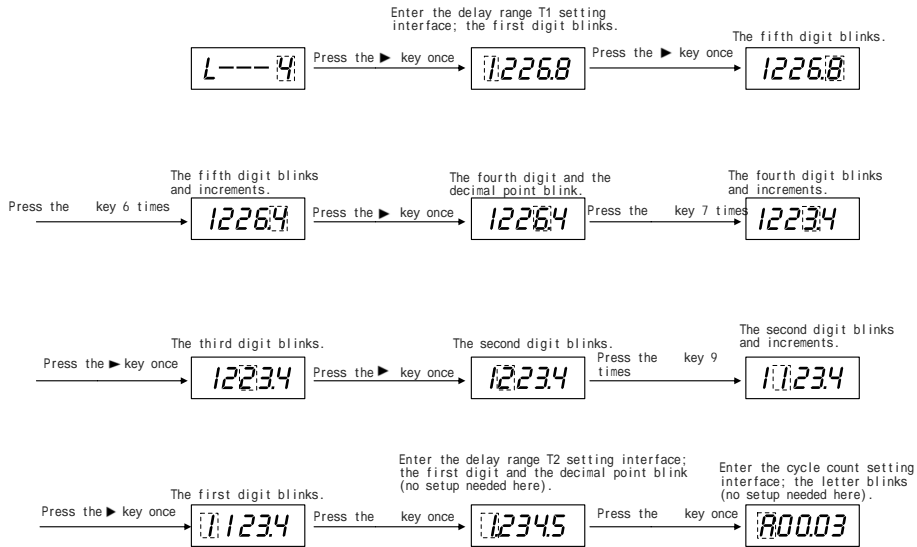 Enter the delay range T1 setting
interface; the first digit blinks.
The fifth digit blinks.
L--- 4
Press the ▶ key once
1226.8
Press the ▶ key once
1226.8
The fifth digit blinks
and increments.
The fourth digit and the
decimal point blink.
The fourth digit blinks
and increments.
Press the key 6 times
1226.4
Press the ▶ key once
1226.4
Press the key 7 times
1223.4
The third digit blinks.
The second digit blinks.
The second digit blinks
and increments.
Press the ▶ key once
1223.4
Press the ▶ key once
1223.4
Press the key 9
times
1123.4
The first digit blinks.
Enter the delay range T2 setting interface;
the first digit and the decimal point blink
(no setup needed here).
Enter the cycle count setting
interface; the letter blinks
(no setup needed here).
Press the ▶ key once
1123.4
Press the key once
1.2345
Press the key once
A00.03